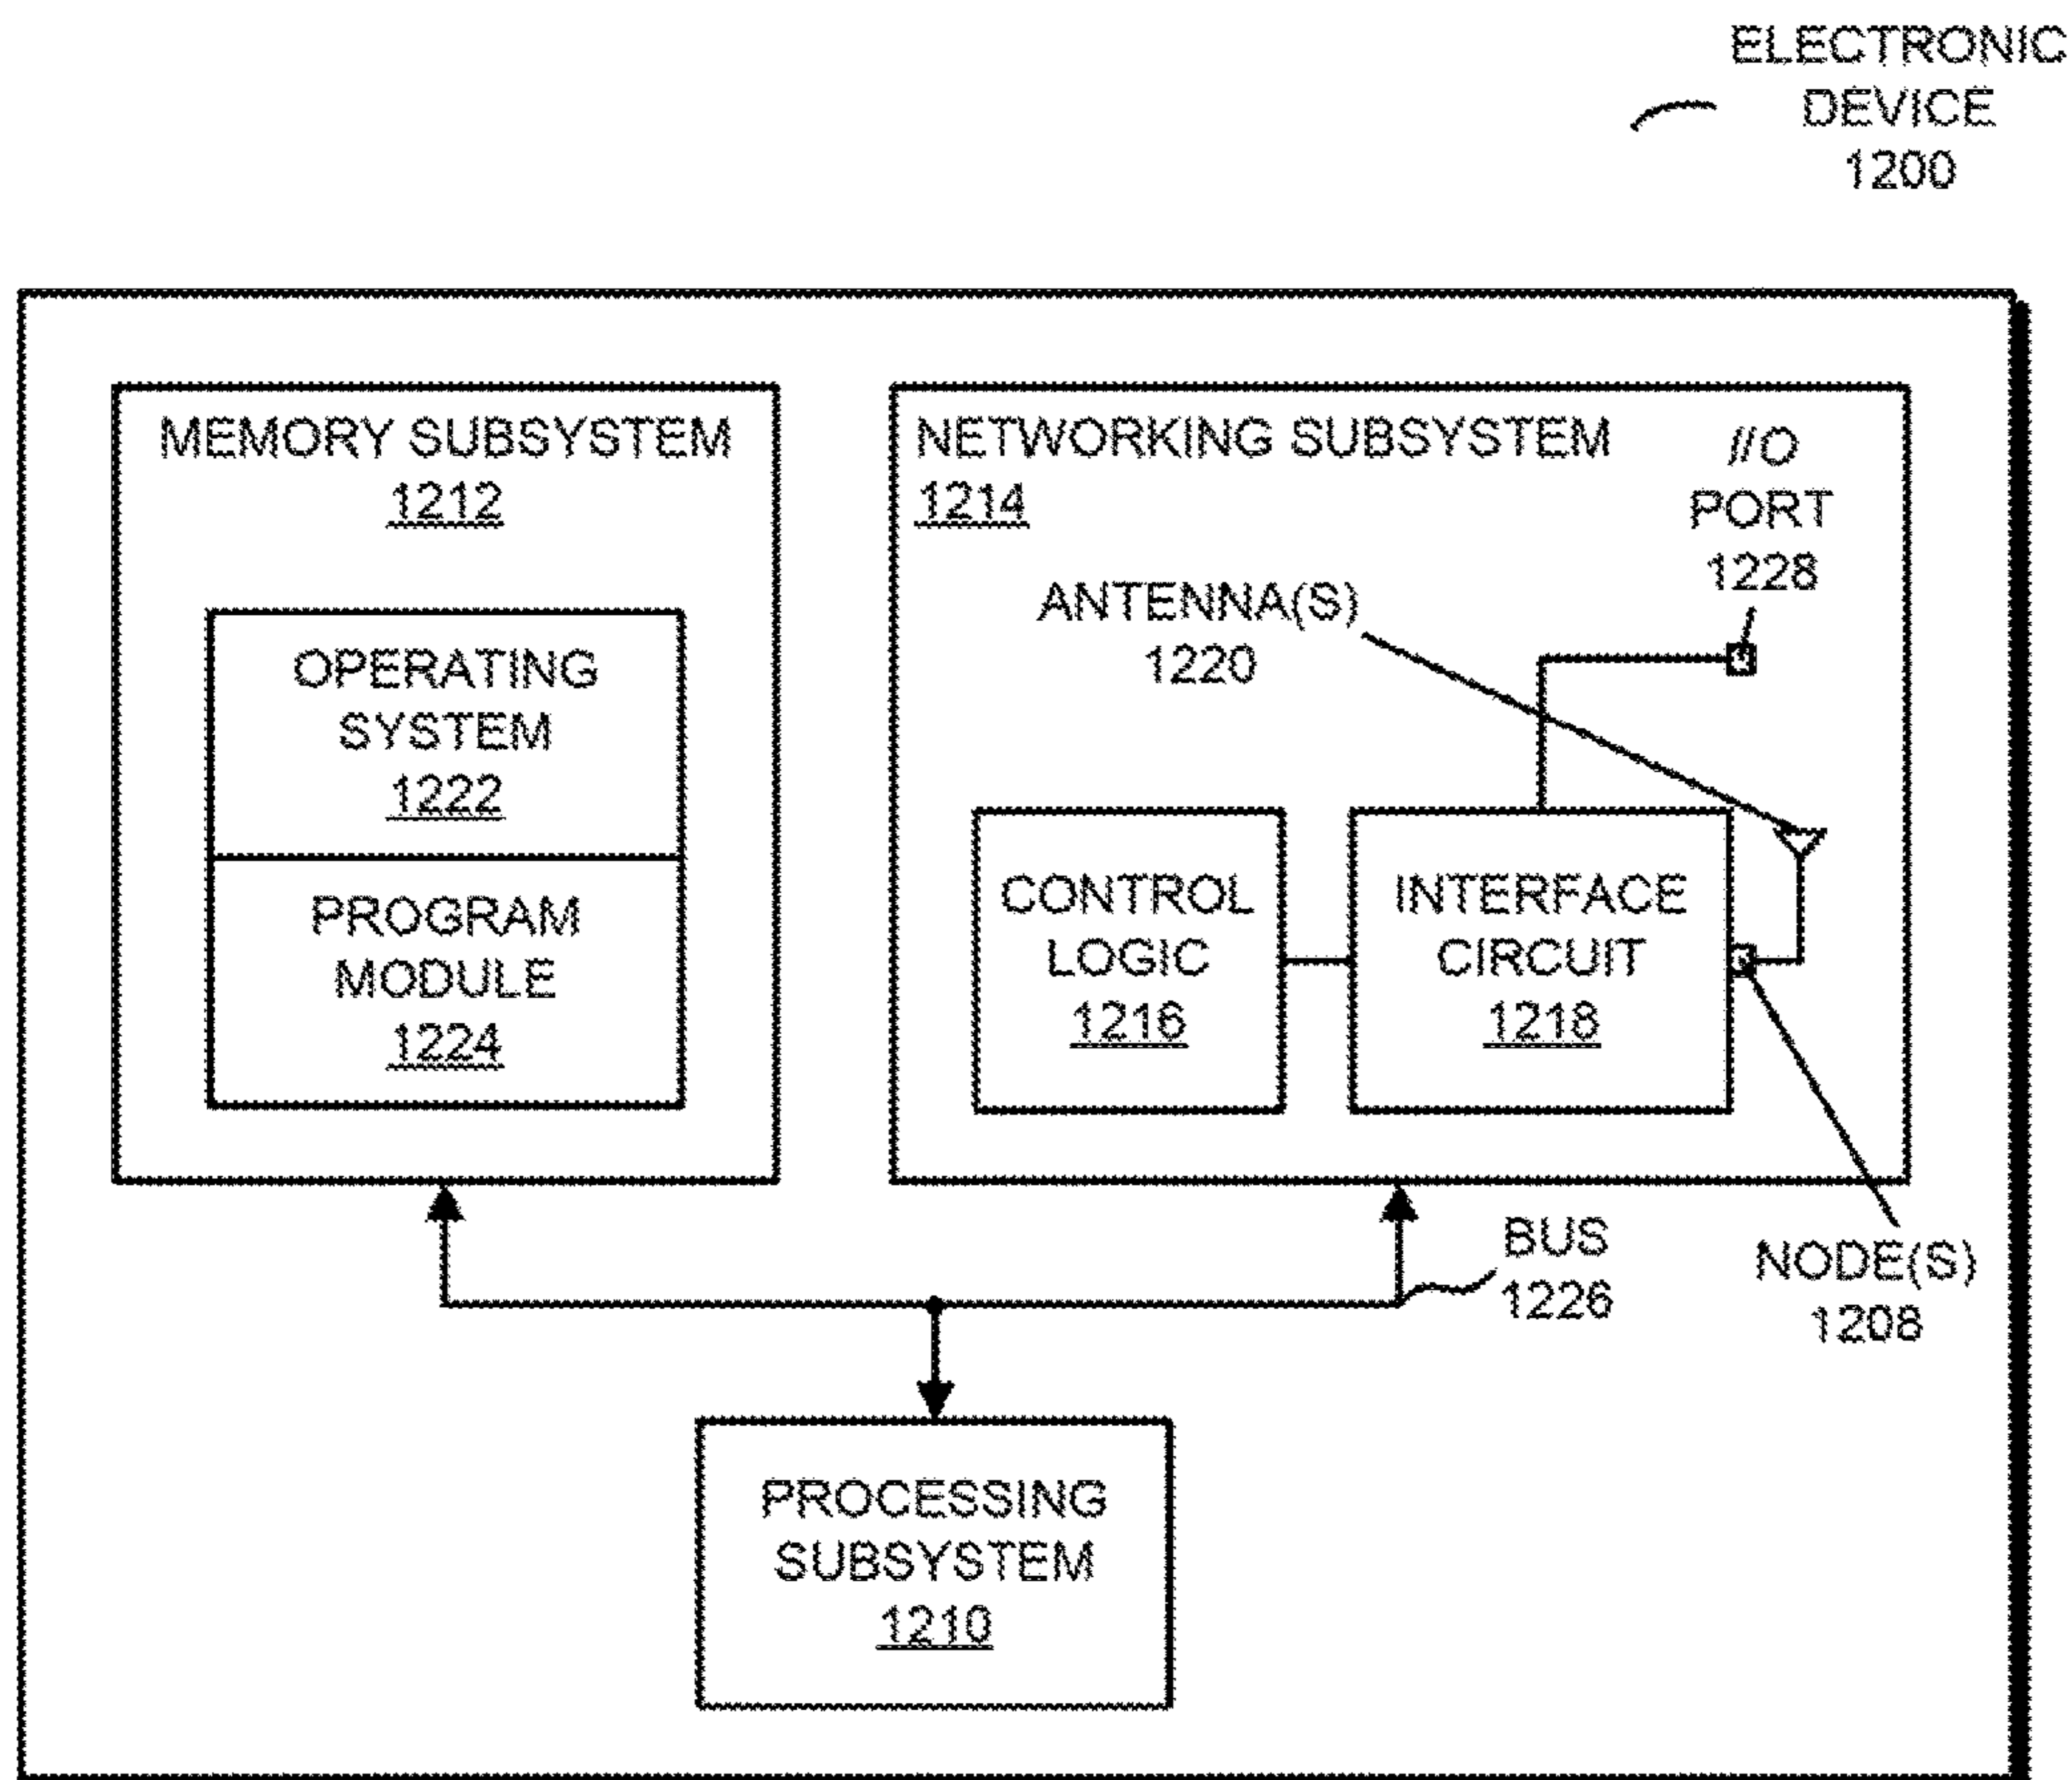 ELECTRONIC
DEVICE
1200
MEMORY SUBSYSTEM
1212
OPERATING
SYSTEM
1222
PROGRAM
MODULE
1224
NETWORKING SUBSYSTEM
1214
I/O
PORT
1228
ANTENNA(S)
1220
CONTROL
LOGIC
1216
INTERFACE
CIRCUIT
1218
BUS
1226
NODE(S)
1208
PROCESSING
SUBSYSTEM
1210